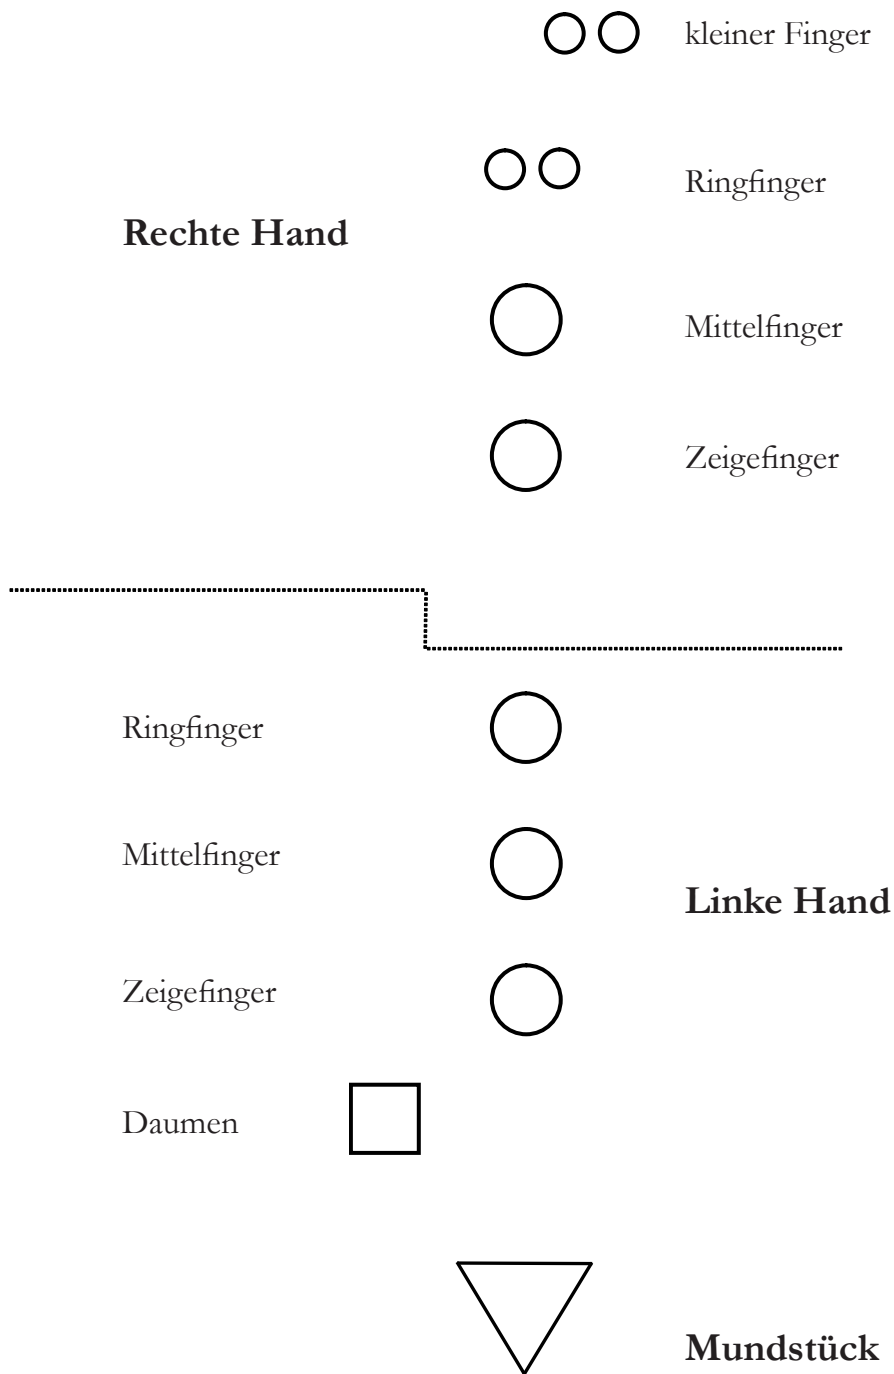 kleiner Finger
Ringfinger
Rechte Hand
Mittelfinger
Zeigefinger
Ringfinger
Mittelfinger
Linke Hand
Zeigefinger
Daumen
Mundstück